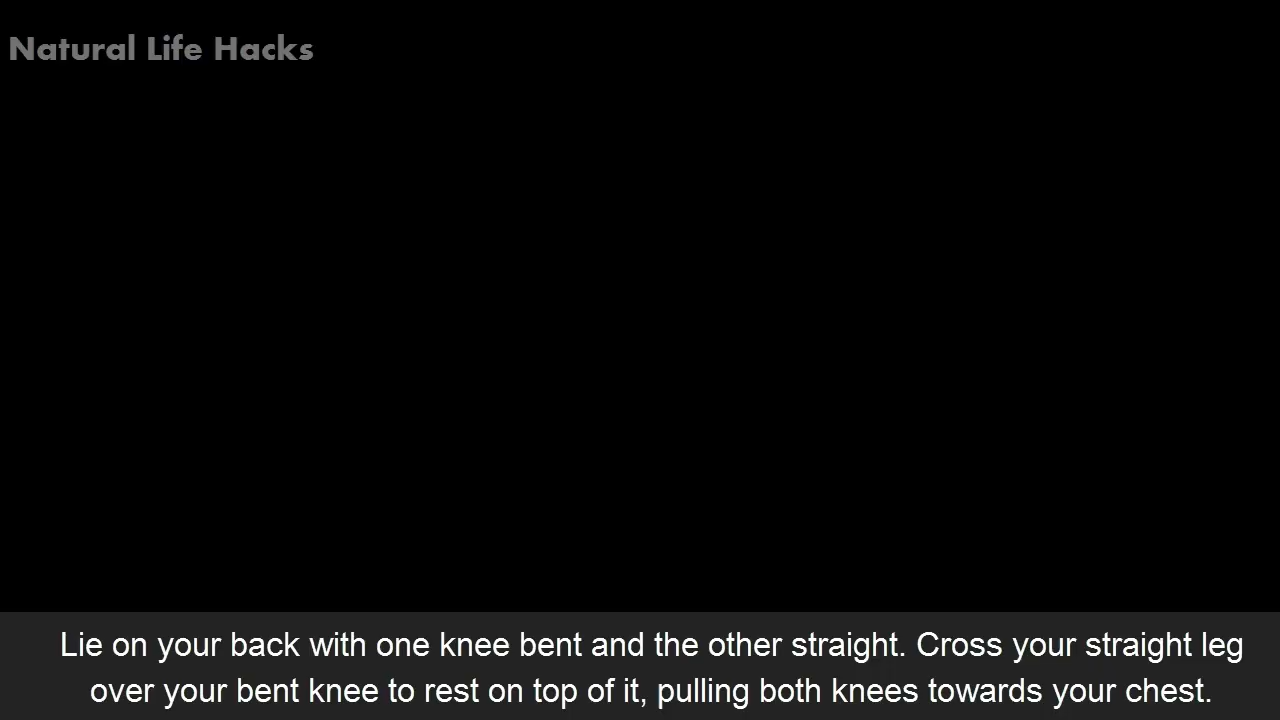 Natural Life Hacks
Lie on your back with one knee bent and the other straight. Cross your straight leg
over your bent knee to rest on top of it, pulling both knees towards your chest.